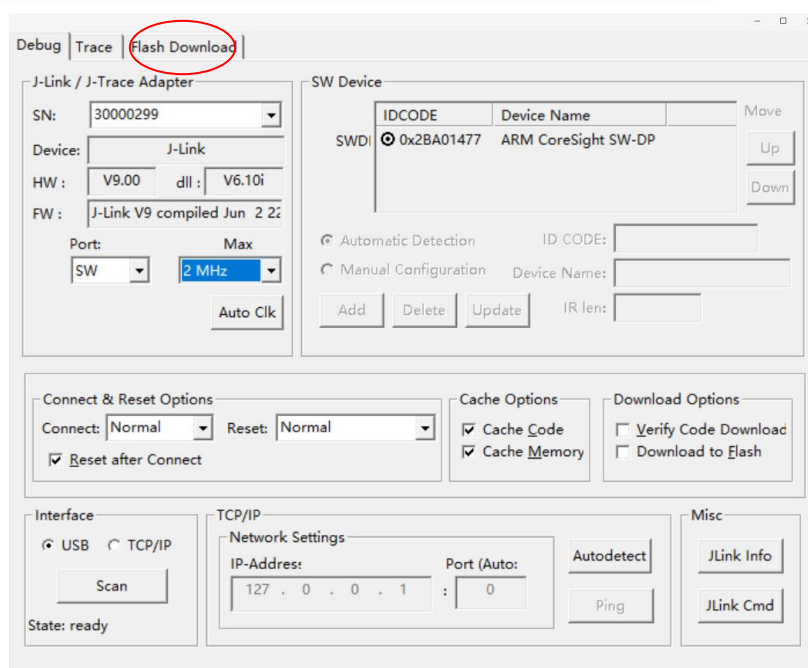 Debug Trace Flash Download
J-Link / J-Trace Adapter
SN: 30000299
Device: J-Link
HW : V9.00 dll : V6.10i
FW : J-Link V9 compiled Jun 2 22
Port: Max
SW 2 MHz
Auto Clk
SW Device
IDCODE Device Name
SWDI 0x2BA01477 ARM CoreSight SW-DP
Move
Up
Down
Automatic Detection ID CODE:
Manual Configuration Device Name:
Add Delete Update IR len:
Connect & Reset Options
Connect: Normal Reset: Normal
Reset after Connect
Cache Options
Cache Code
Cache Memory
Download Options
Verify Code Download
Download to Flash
Interface
USB TCP/IP
Scan
State: ready
TCP/IP
Network Settings
IP-Address: Port (Auto:
127 . 0 . 0 . 1 : 0
Autodetect
Ping
Misc
JLink Info
JLink Cmd